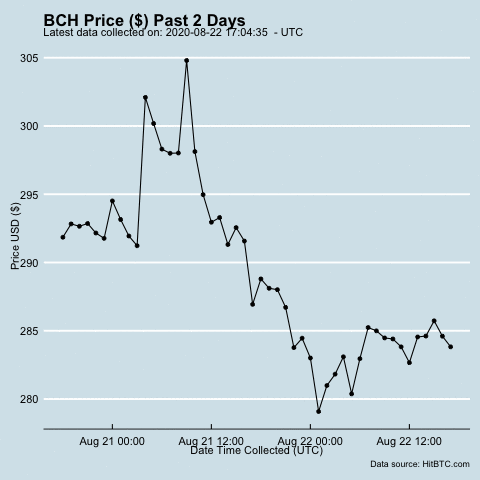 BCH Price ($) Past 2 Days
Latest data collected on: 2020-08-22 17:04:35  - UTC
Price USD ($)
305
300
295
290
285
280
Aug 21 00:00
Aug 21 12:00
Aug 22 00:00
Aug 22 12:00
Date Time Collected (UTC)
Data source: HitBTC.com